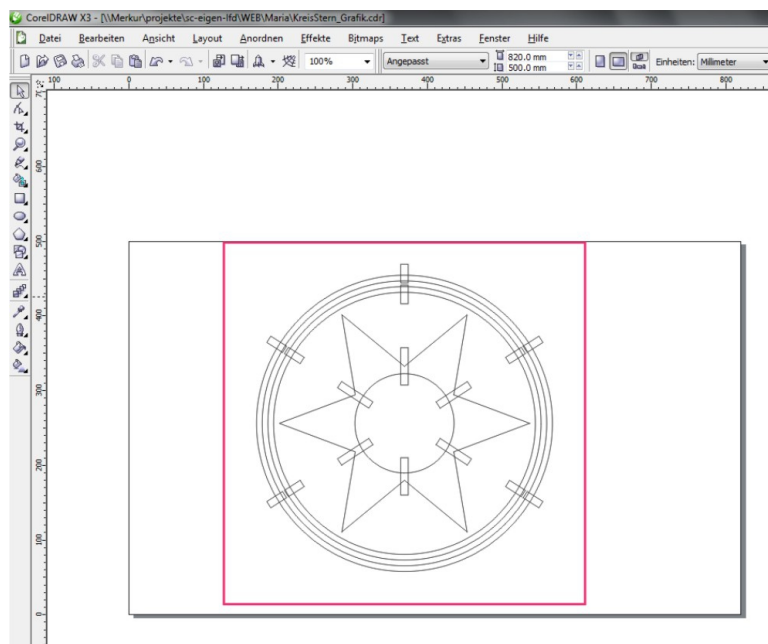 CorelDRAW X3 - [\\Merkur\projekte\sc-eigen-lfd\WEB\Maria\KreisStern_Grafik.cdr]
Datei Bearbeiten Ansicht Layout Anordnen Effekte Bitmaps Text Extras Fenster Hilfe
100% Angepasst 820.0 mm 500.0 mm Einheiten: Millimeter
100 0 100 200 300 400 500 600 700 800
600
500
400
300
200
100
0